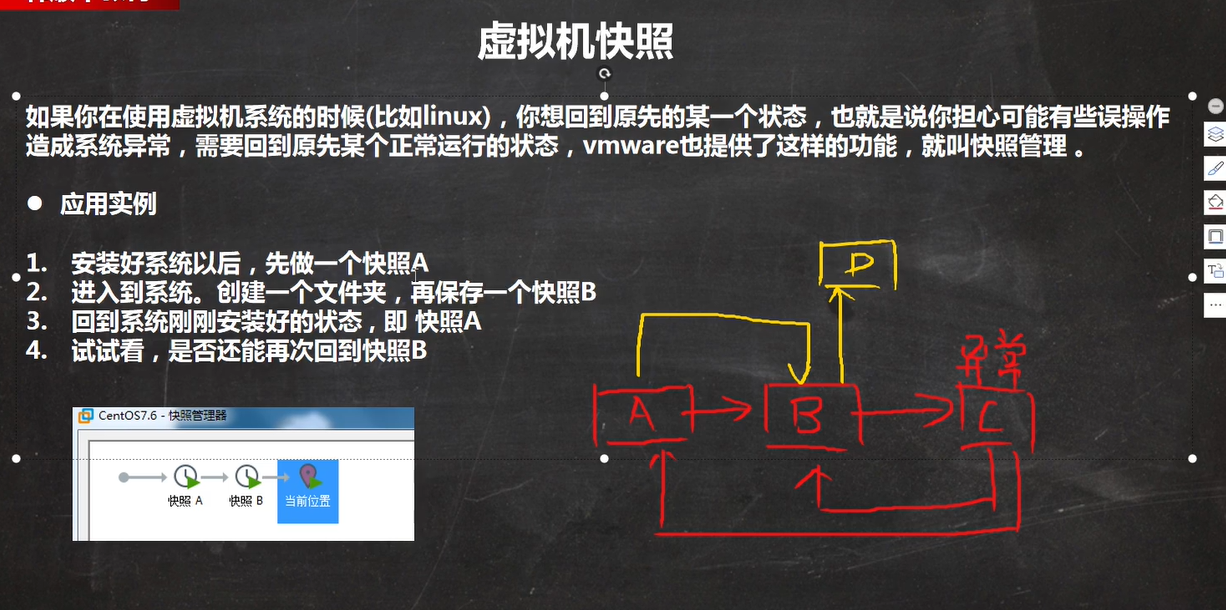 虚拟机快照
如果你在使用虚拟机系统的时候(比如linux)，你想回到原先的某一个状态，也就是说你担心可能有些误操作
造成系统异常，需要回到原先某个正常运行的状态，vmware也提供了这样的功能，就叫快照管理 。
● 应用实例
1. 安装好系统以后，先做一个快照A
2. 进入到系统。创建一个文件夹，再保存一个快照B
3. 回到系统刚刚安装好的状态，即 快照A
4. 试试看，是否还能再次回到快照B
D
异常
A
B
C
CentOS7.6 - 快照管理器
快照 A
快照 B
当前位置